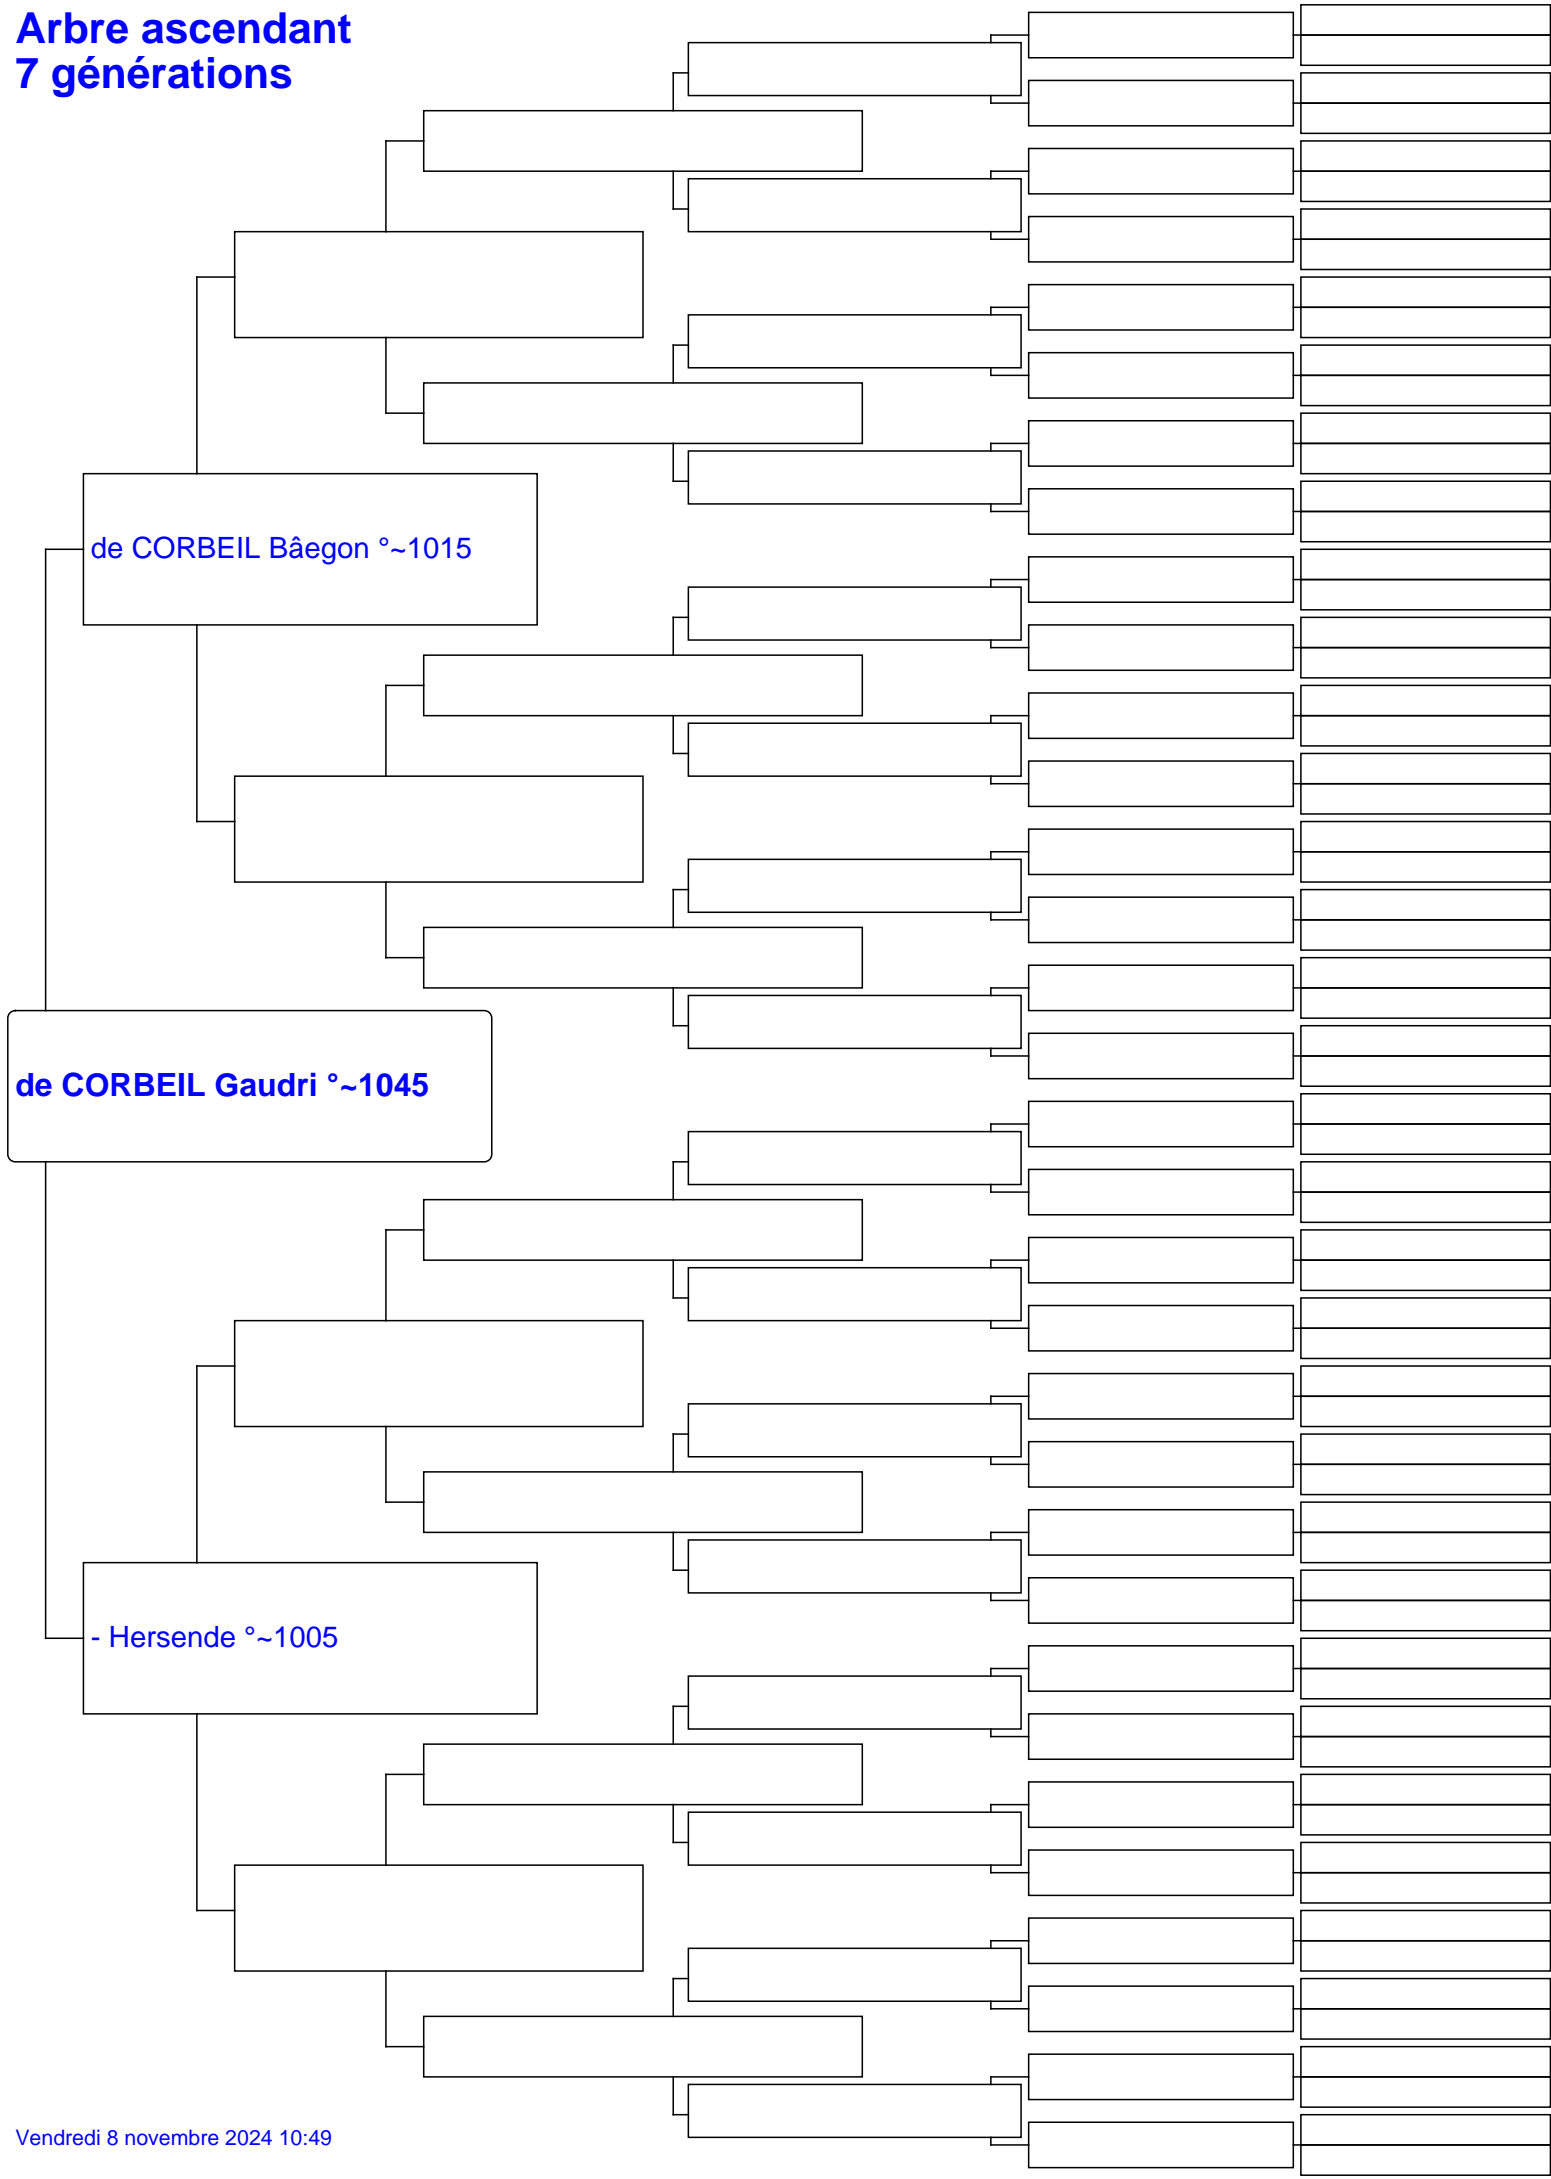 Arbre ascendant
7 générations
de CORBEIL Bâegon °~1015
de CORBEIL Gaudri °~1045
- Hersende °~1005
Vendredi 8 novembre 2024 10:49